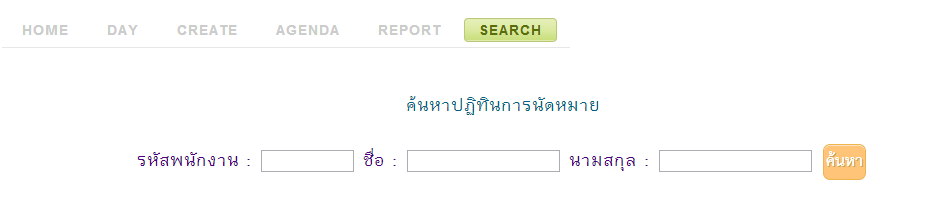 HOME DAY CREATE AGENDA REPORT SEARCH
ค้นหาปฏิทินการนัดหมาย
รหัสพนักงาน : ชื่อ : นามสกุล : ค้นหา